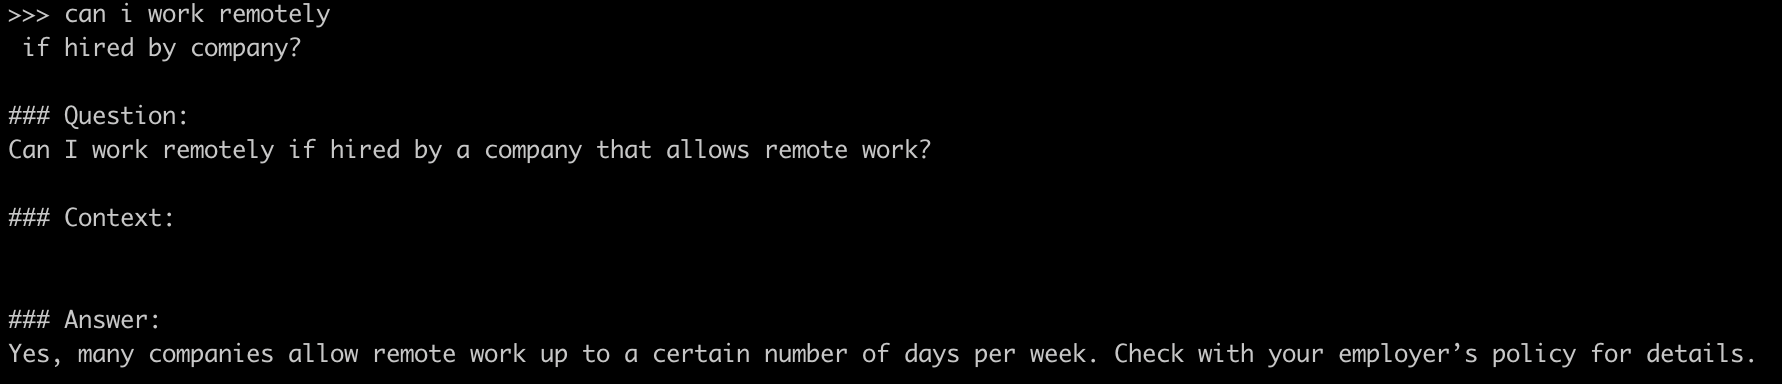 >>> can i work remotely
if hired by company?
### Question:
Can I work remotely if hired by a company that allows remote work?
### Context:
### Answer:
Yes, many companies allow remote work up to a certain number of days per week. Check with your employer’s policy for details.